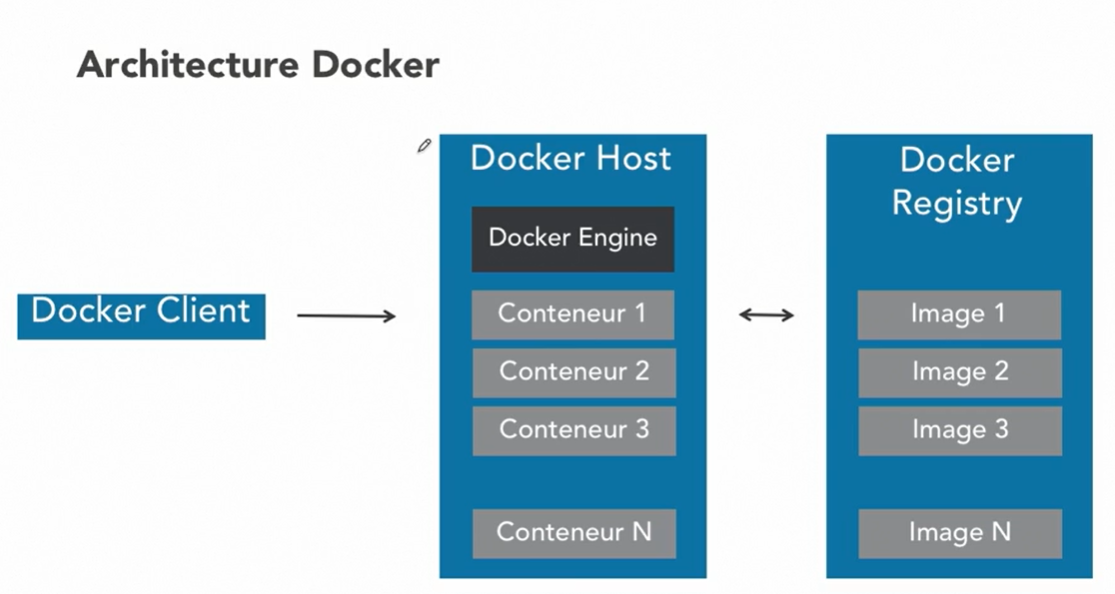 Architecture Docker
Docker Client
Docker Host
Docker Engine
Conteneur 1
Conteneur 2
Conteneur 3
Conteneur N
Docker
Registry
Image 1
Image 2
Image 3
Image N